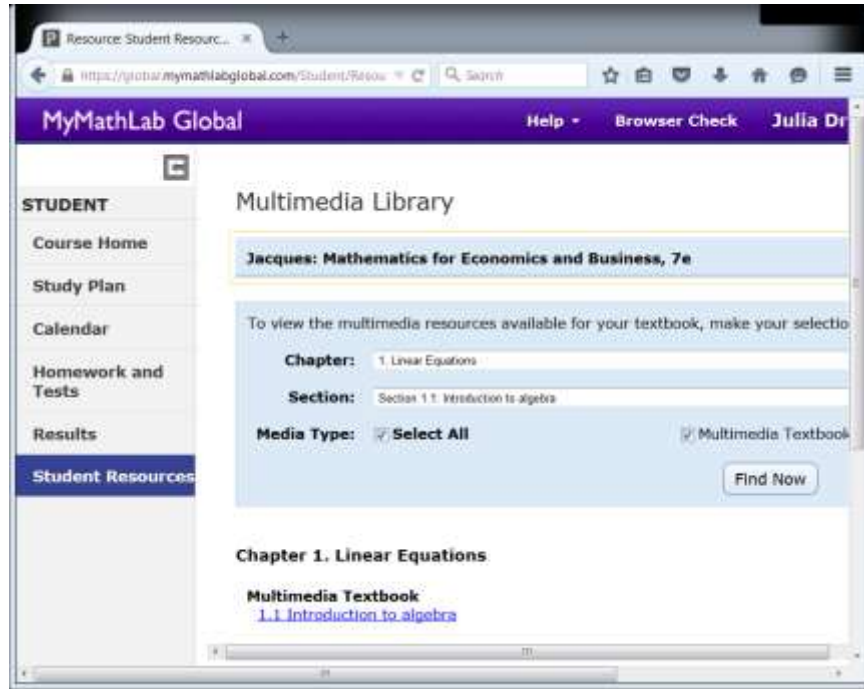 Resource: Student Resourc...
https://global.mymathlabglobal.com/Student/Resou
Search
MyMathLab Global
Help
Browser Check
Julia Dr
STUDENT
Course Home
Study Plan
Calendar
Homework and
Tests
Results
Student Resources
Multimedia Library
Jacques: Mathematics for Economics and Business, 7e
To view the multimedia resources available for your textbook, make your selectio
Chapter: 1. Linear Equations
Section: Section 1.1: Introduction to algebra
Media Type: Select All Multimedia Textbook
Find Now
Chapter 1. Linear Equations
Multimedia Textbook
1.1 Introduction to algebra